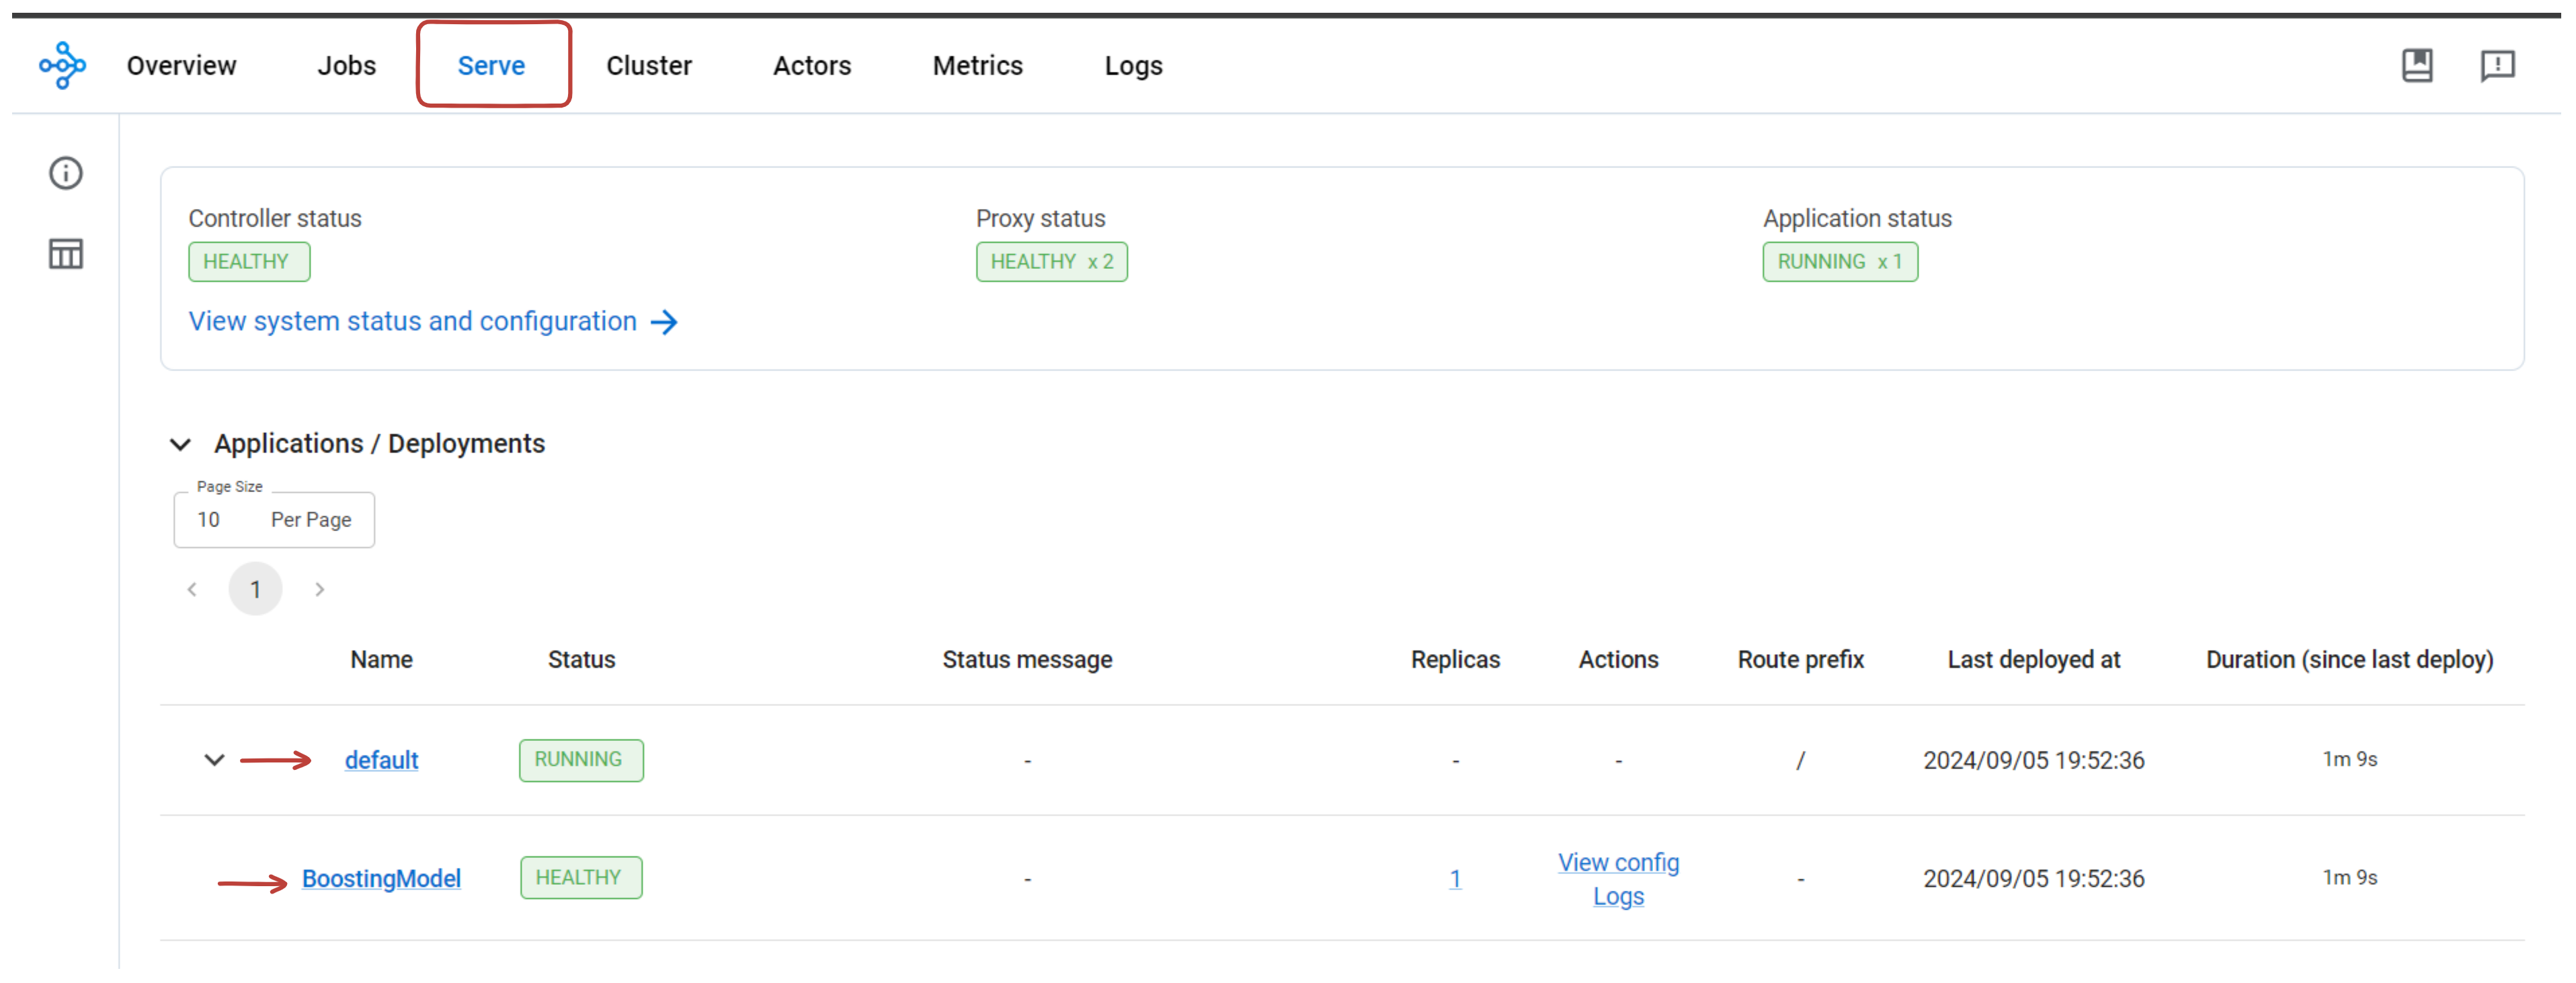 Overview Jobs Serve Cluster Actors Metrics Logs
Controller status Proxy status Application status
HEALTHY HEALTHY x 2 RUNNING x 1
View system status and configuration
Applications / Deployments
Page Size
10 Per Page
1
Name Status Status message Replicas Actions Route prefix Last deployed at Duration (since last deploy)
default RUNNING - - - / 2024/09/05 19:52:36 1m 9s
BoostingModel HEALTHY - 1 View config - 2024/09/05 19:52:36 1m 9s
Logs